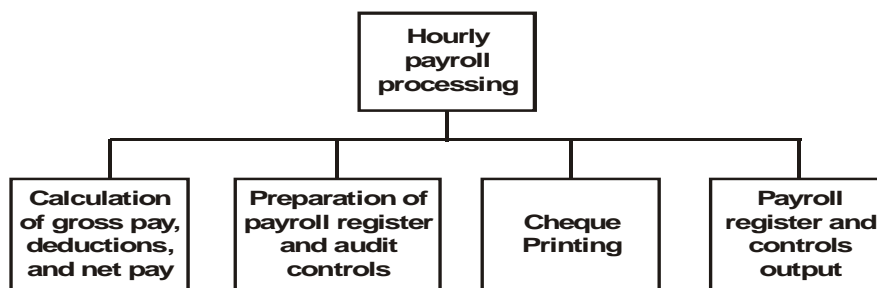 Hourly
payroll
processing
Calculation
of gross pay,
deductions,
and net pay
Preparation of
payroll register
and audit
controls
Cheque
Printing
Payroll
register and
controls
output